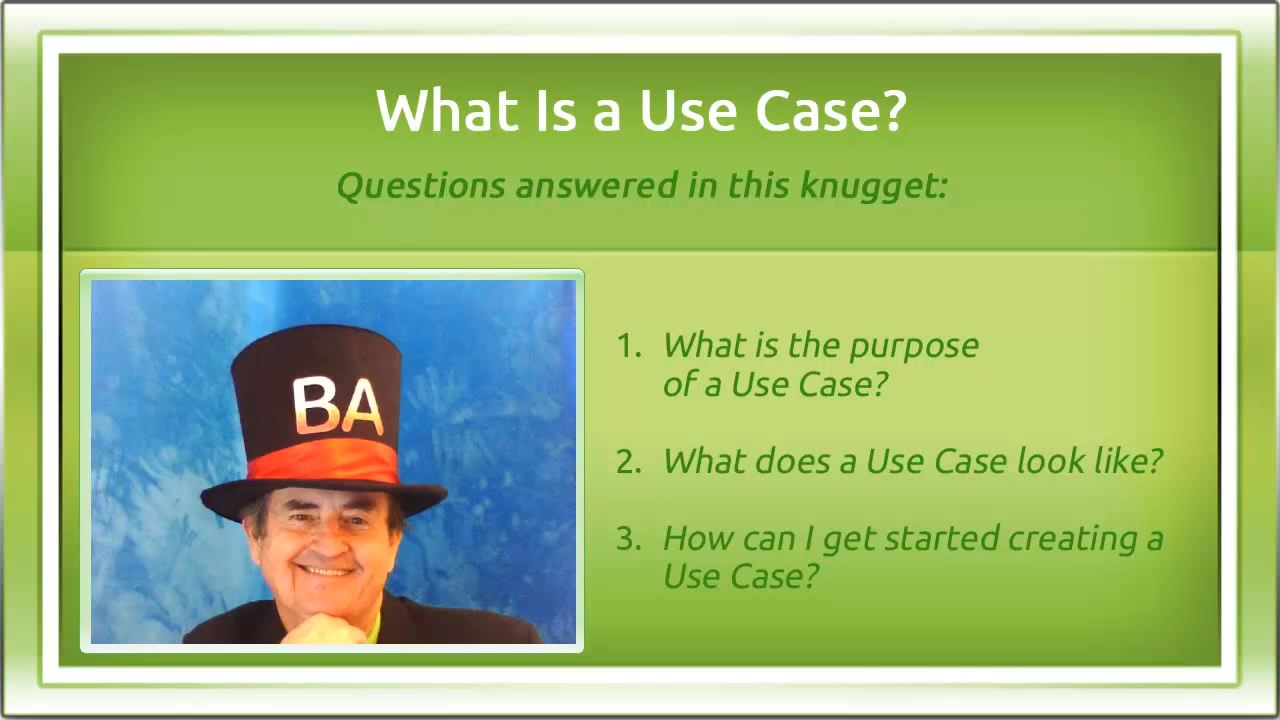 What Is a Use Case?
Questions answered in this knugget:
BA
1. What is the purpose
of a Use Case?
2. What does a Use Case look like?
3. How can I get started creating a
Use Case?